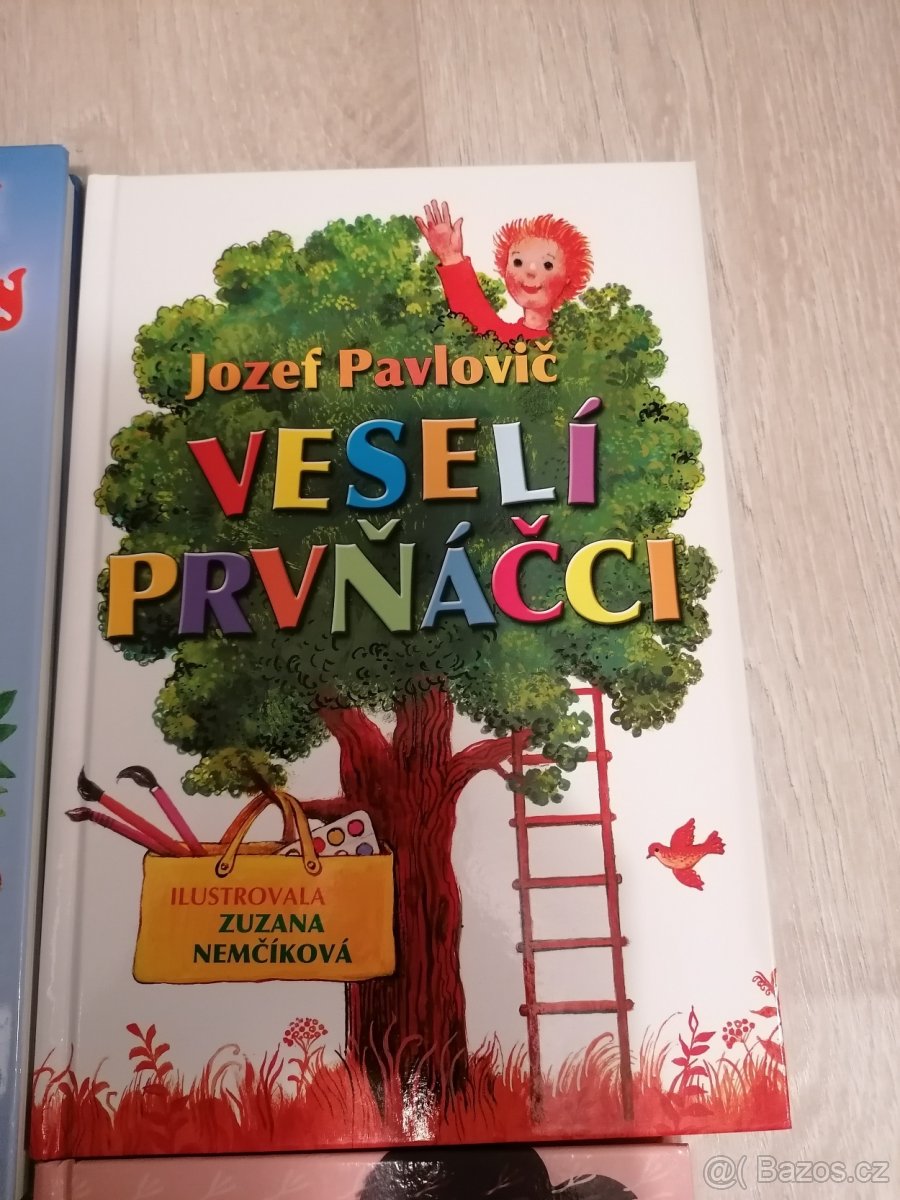 Jozef Pavlovič
VESELÍ
PRVŇÁČCI
ILUSTROVALA
ZUZANA
NEMČÍKOVÁ
@( Bazos.cz